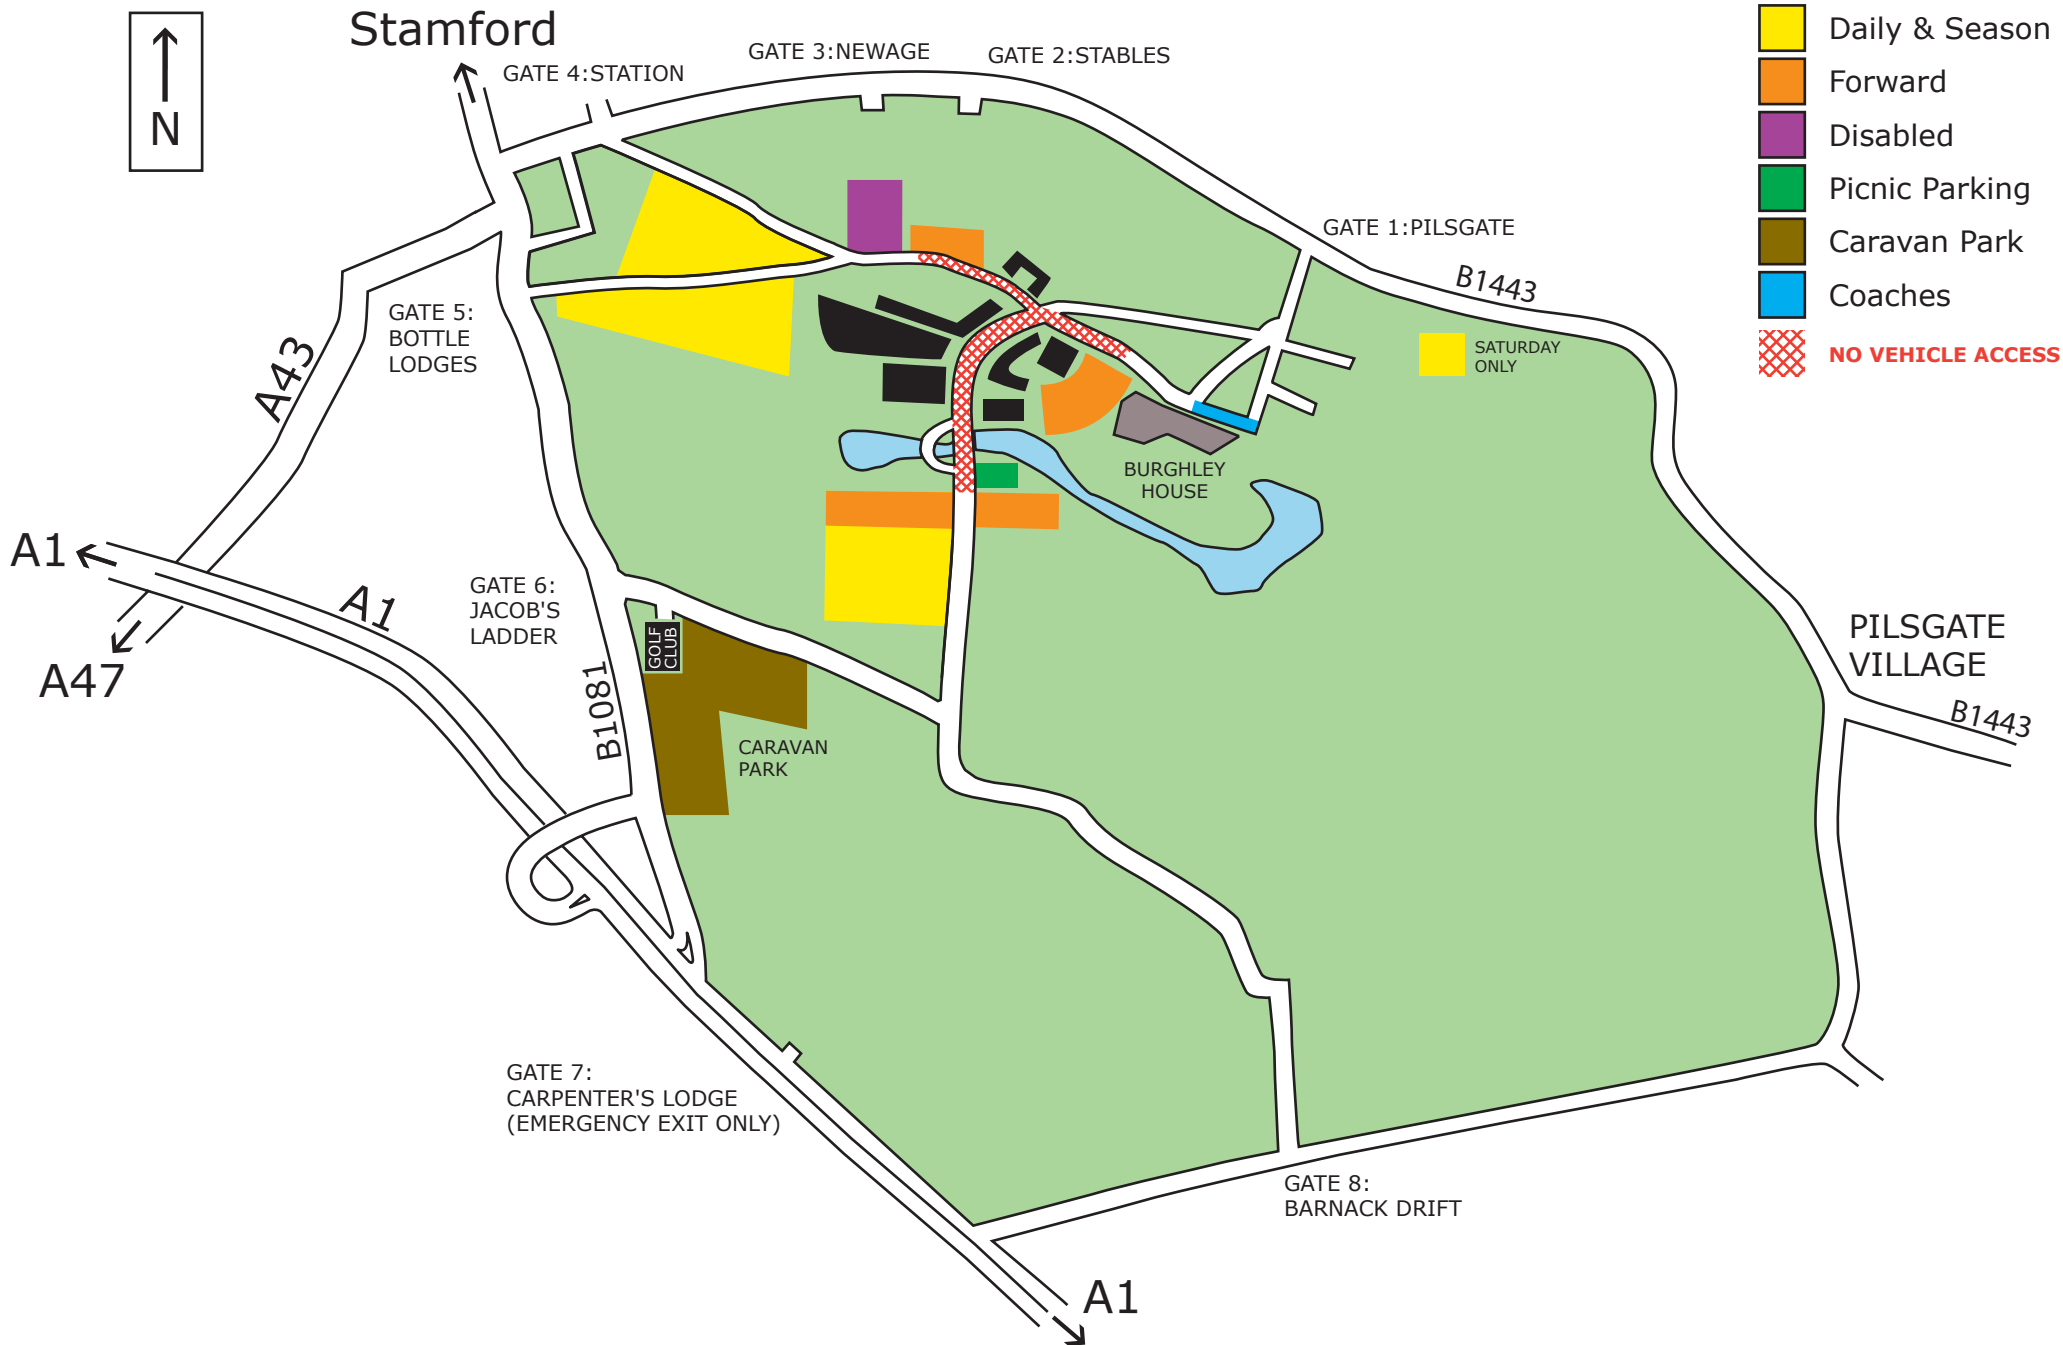 Stamford
N
GATE 4:STATION
GATE 3:NEWAGE
GATE 2:STABLES
Daily & Season
Forward
Disabled
Picnic Parking
Caravan Park
Coaches
NO VEHICLE ACCESS
GATE 1:PILSGATE
B1443
SATURDAY
ONLY
GATE 5:
BOTTLE
LODGES
A43
BURGHLEY
HOUSE
A1
A1
A47
GATE 6:
JACOB'S
LADDER
GOLF
CLUB
B1081
CARAVAN
PARK
PILSGATE
VILLAGE
B1443
GATE 7:
CARPENTER'S LODGE
(EMERGENCY EXIT ONLY)
GATE 8:
BARNACK DRIFT
A1